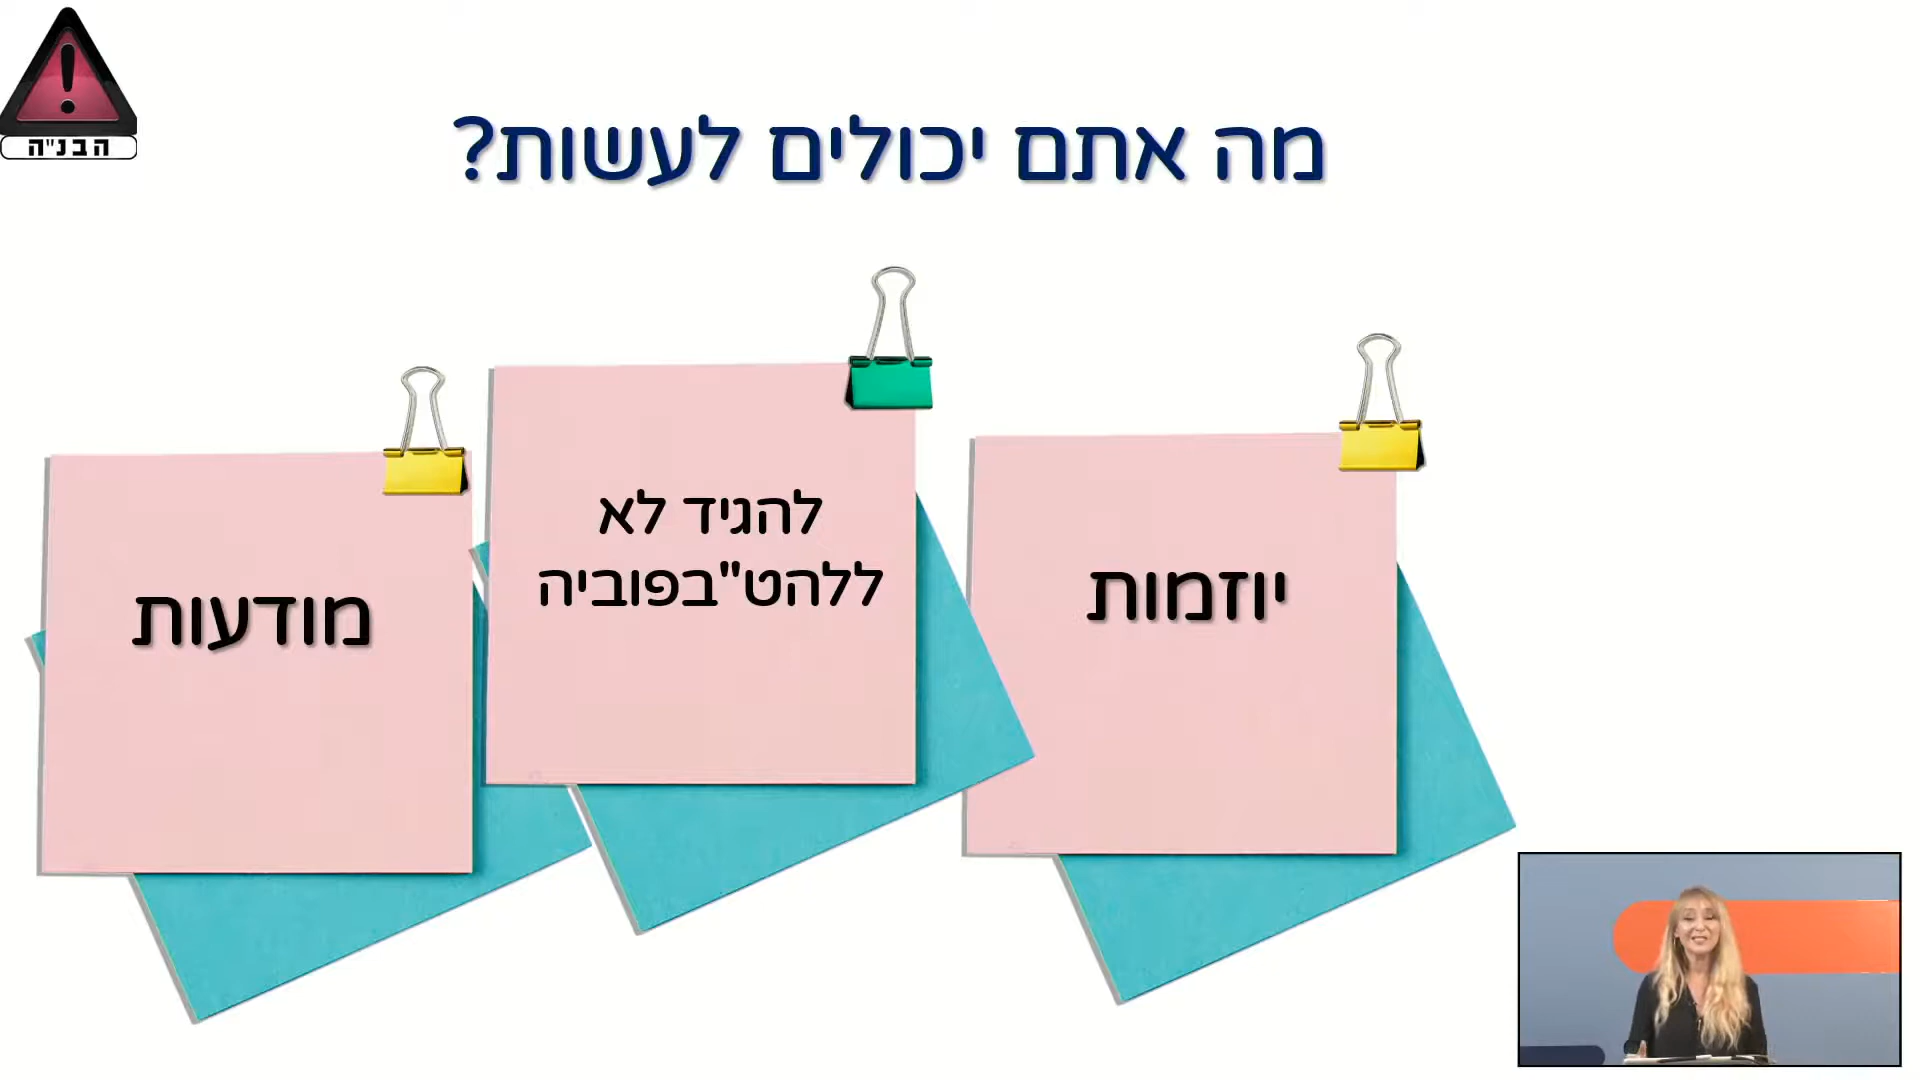 הבנ"ה
מה אתם יכולים לעשות?
יוזמות
להגיד לא
ללהט"בפוביה
מודעות